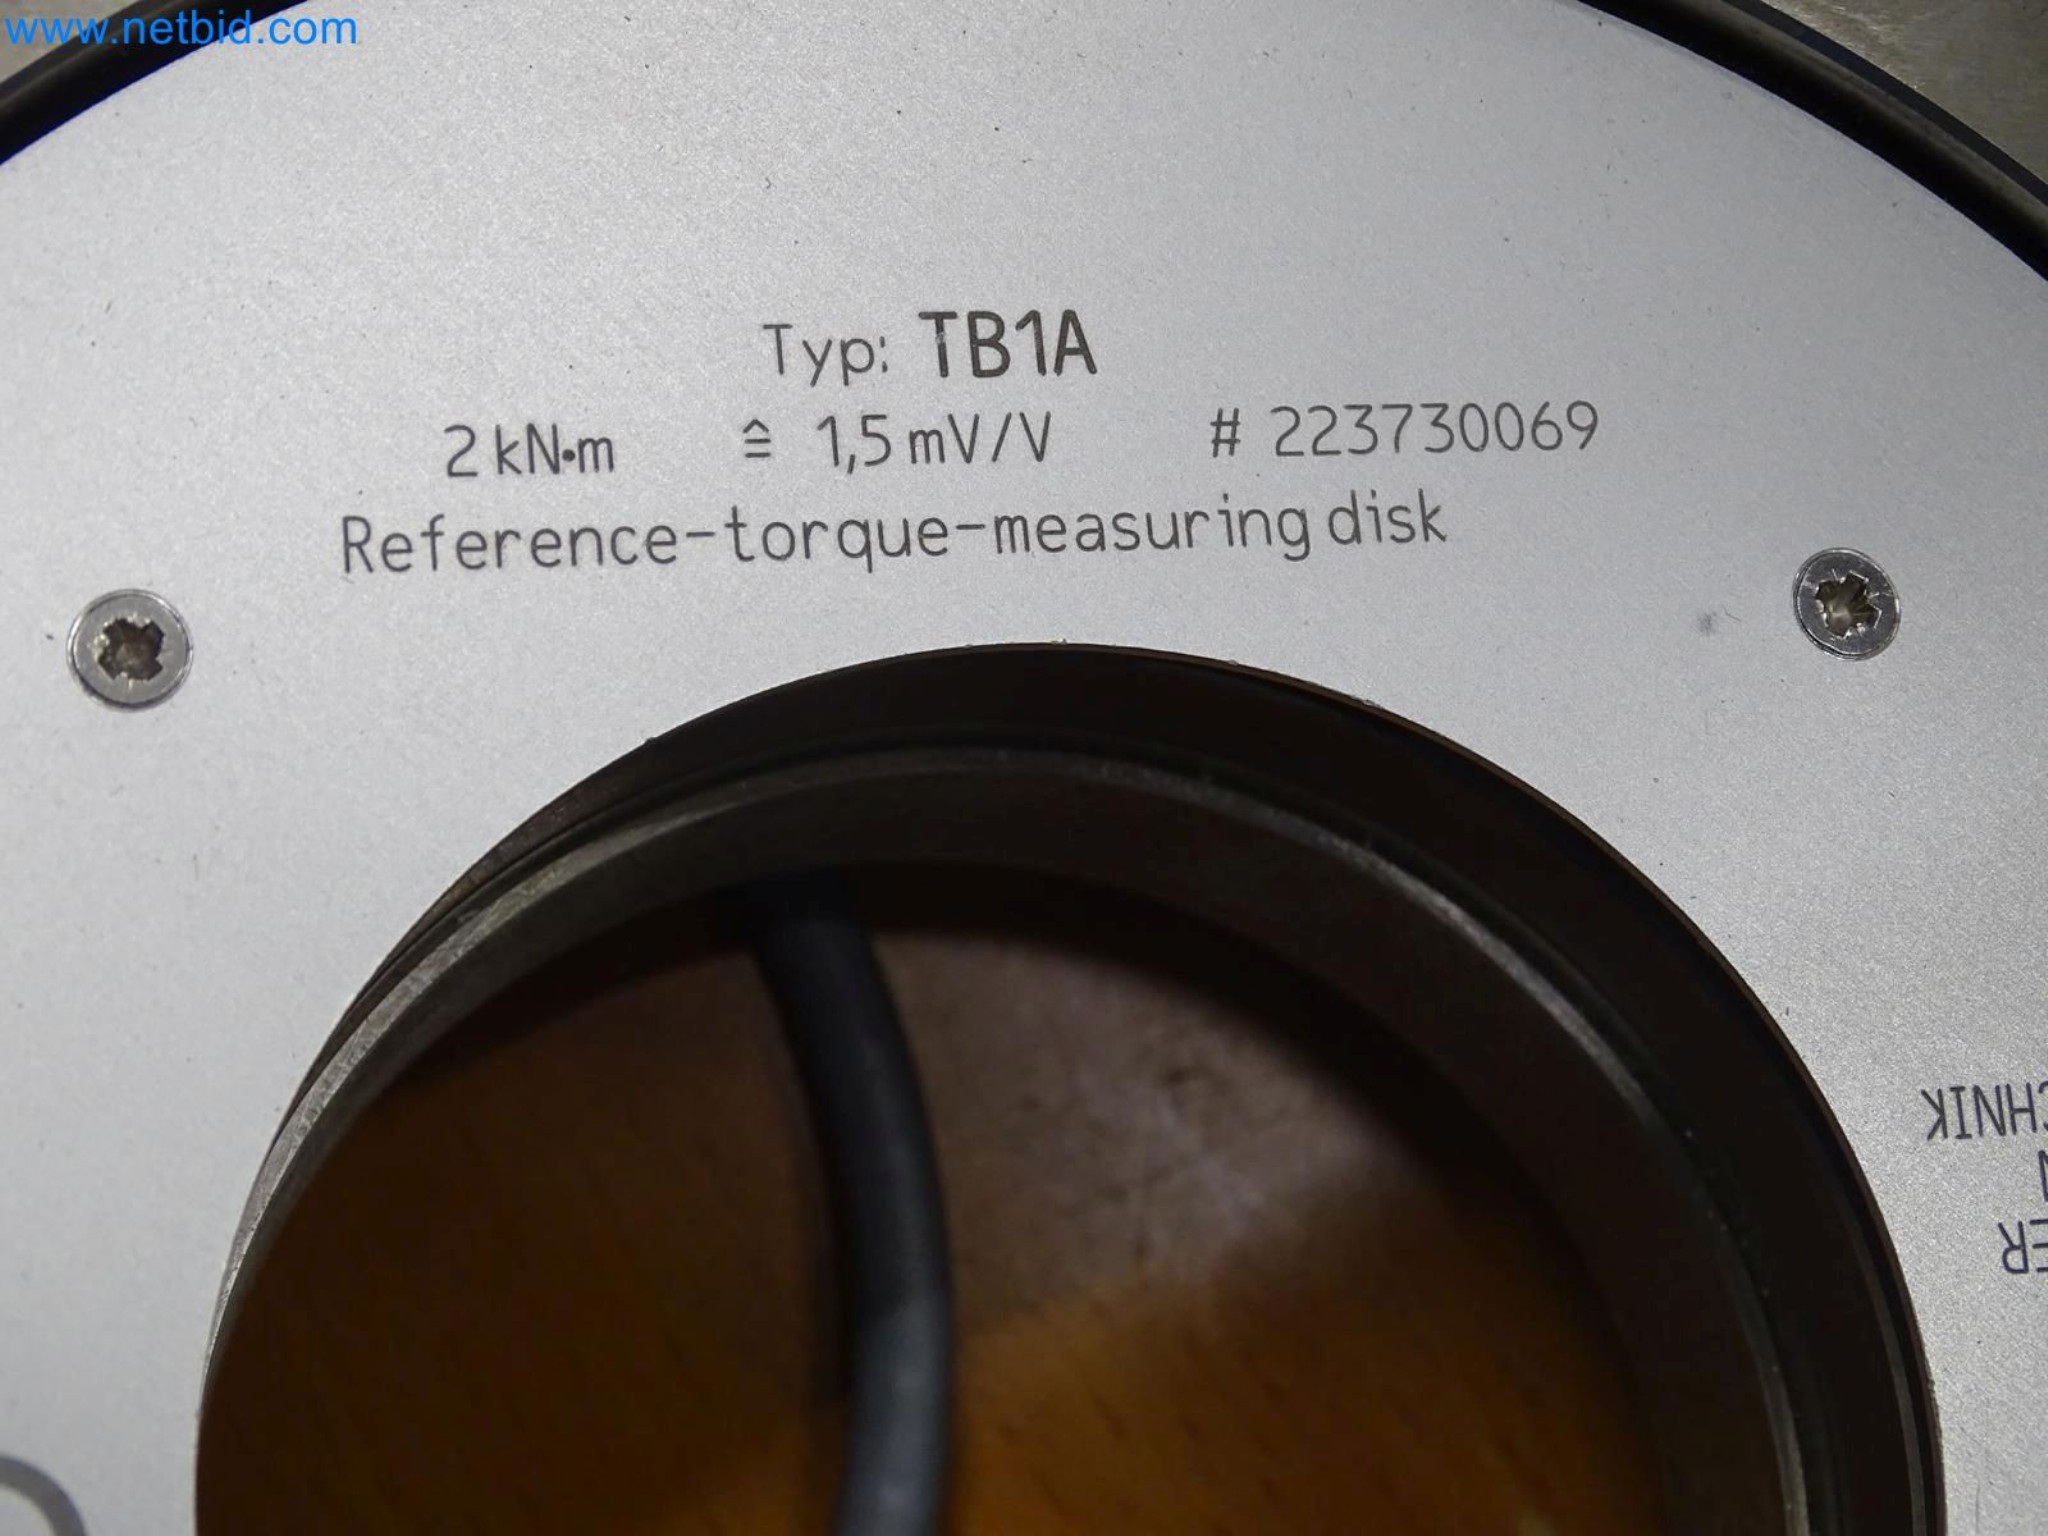 www.netbid.com
Typ: TB1A
2 kN·m ≙ 1,5 mV/V # 223730069
Reference-torque-measuring disk